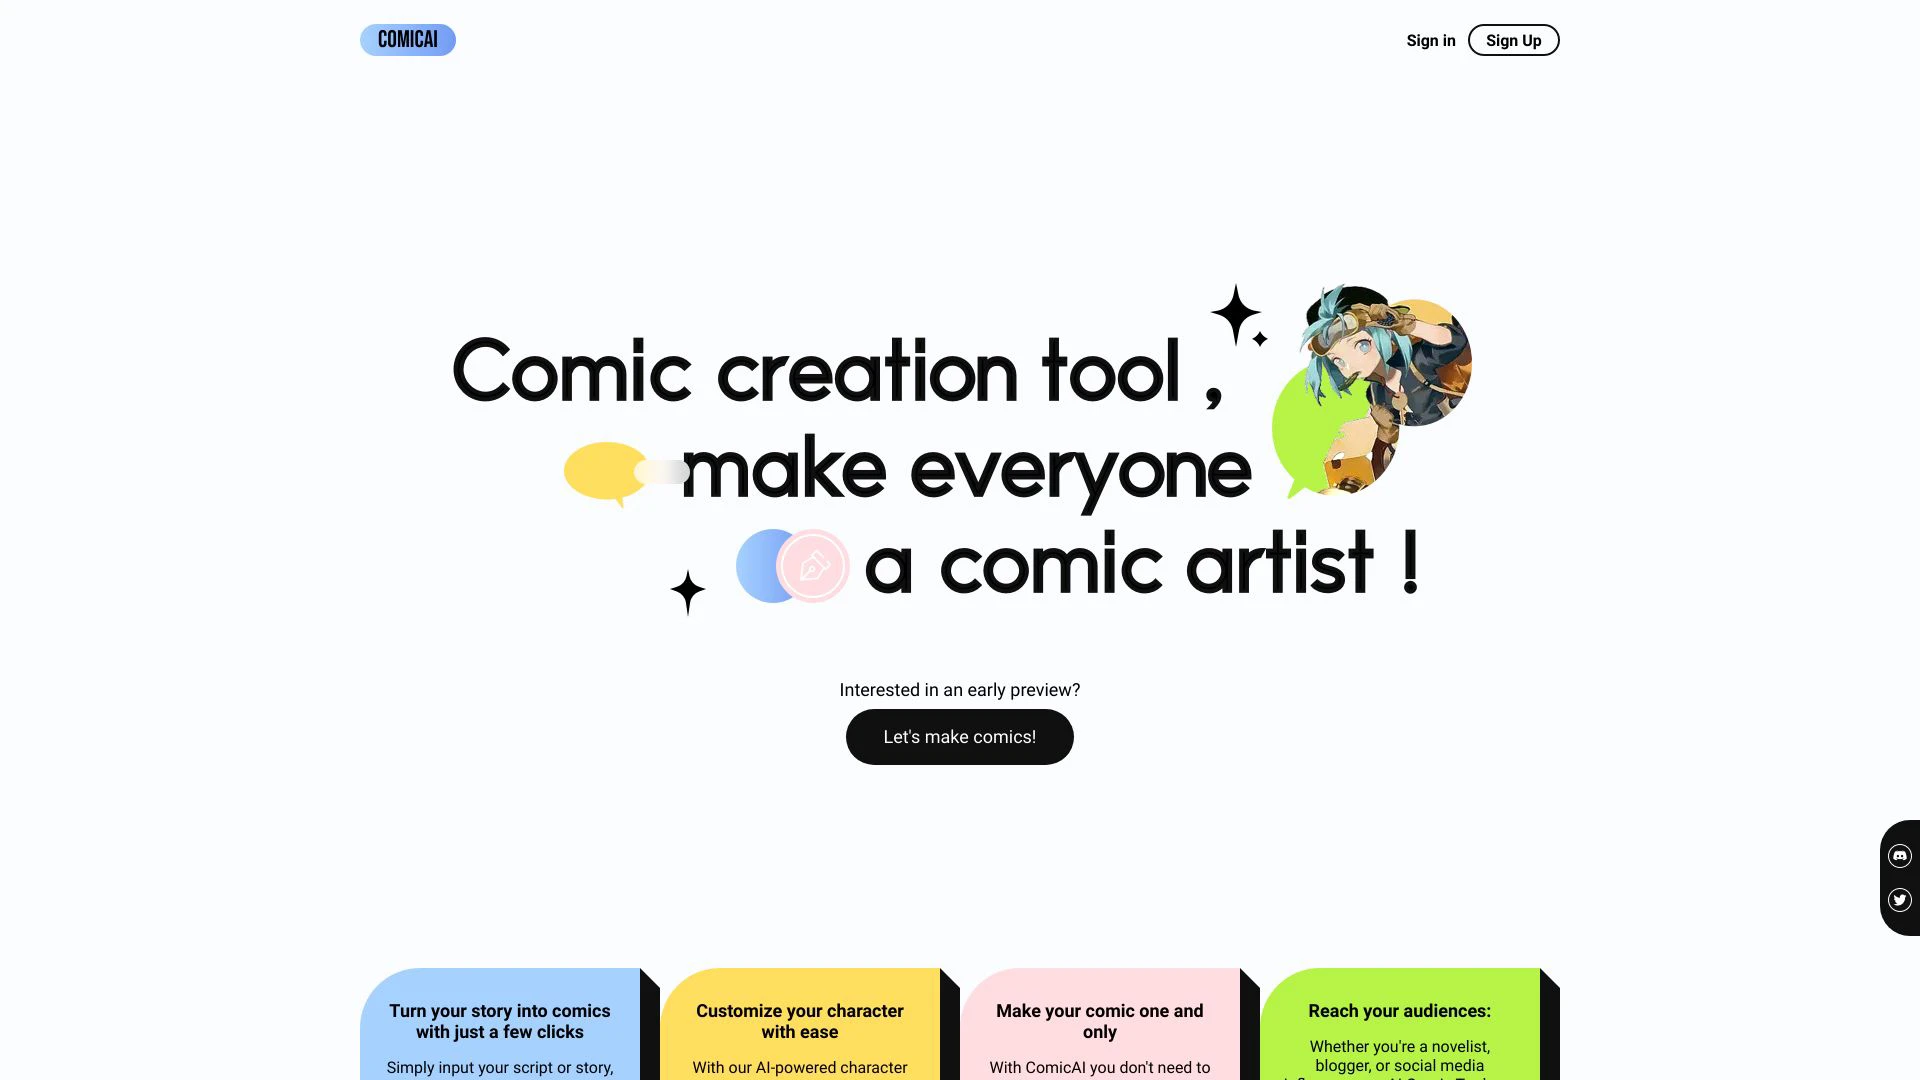 COMICAI
Sign in
Sign Up
Comic creation tool ,
make everyone
a comic artist !
Interested in an early preview?
Let's make comics!
Turn your story into comics
with just a few clicks
Simply input your script or story,
Customize your character
with ease
With our AI-powered character
Make your comic one and
only
With ComicAI you don't need to
Reach your audiences:
Whether you're a novelist,
blogger, or social media